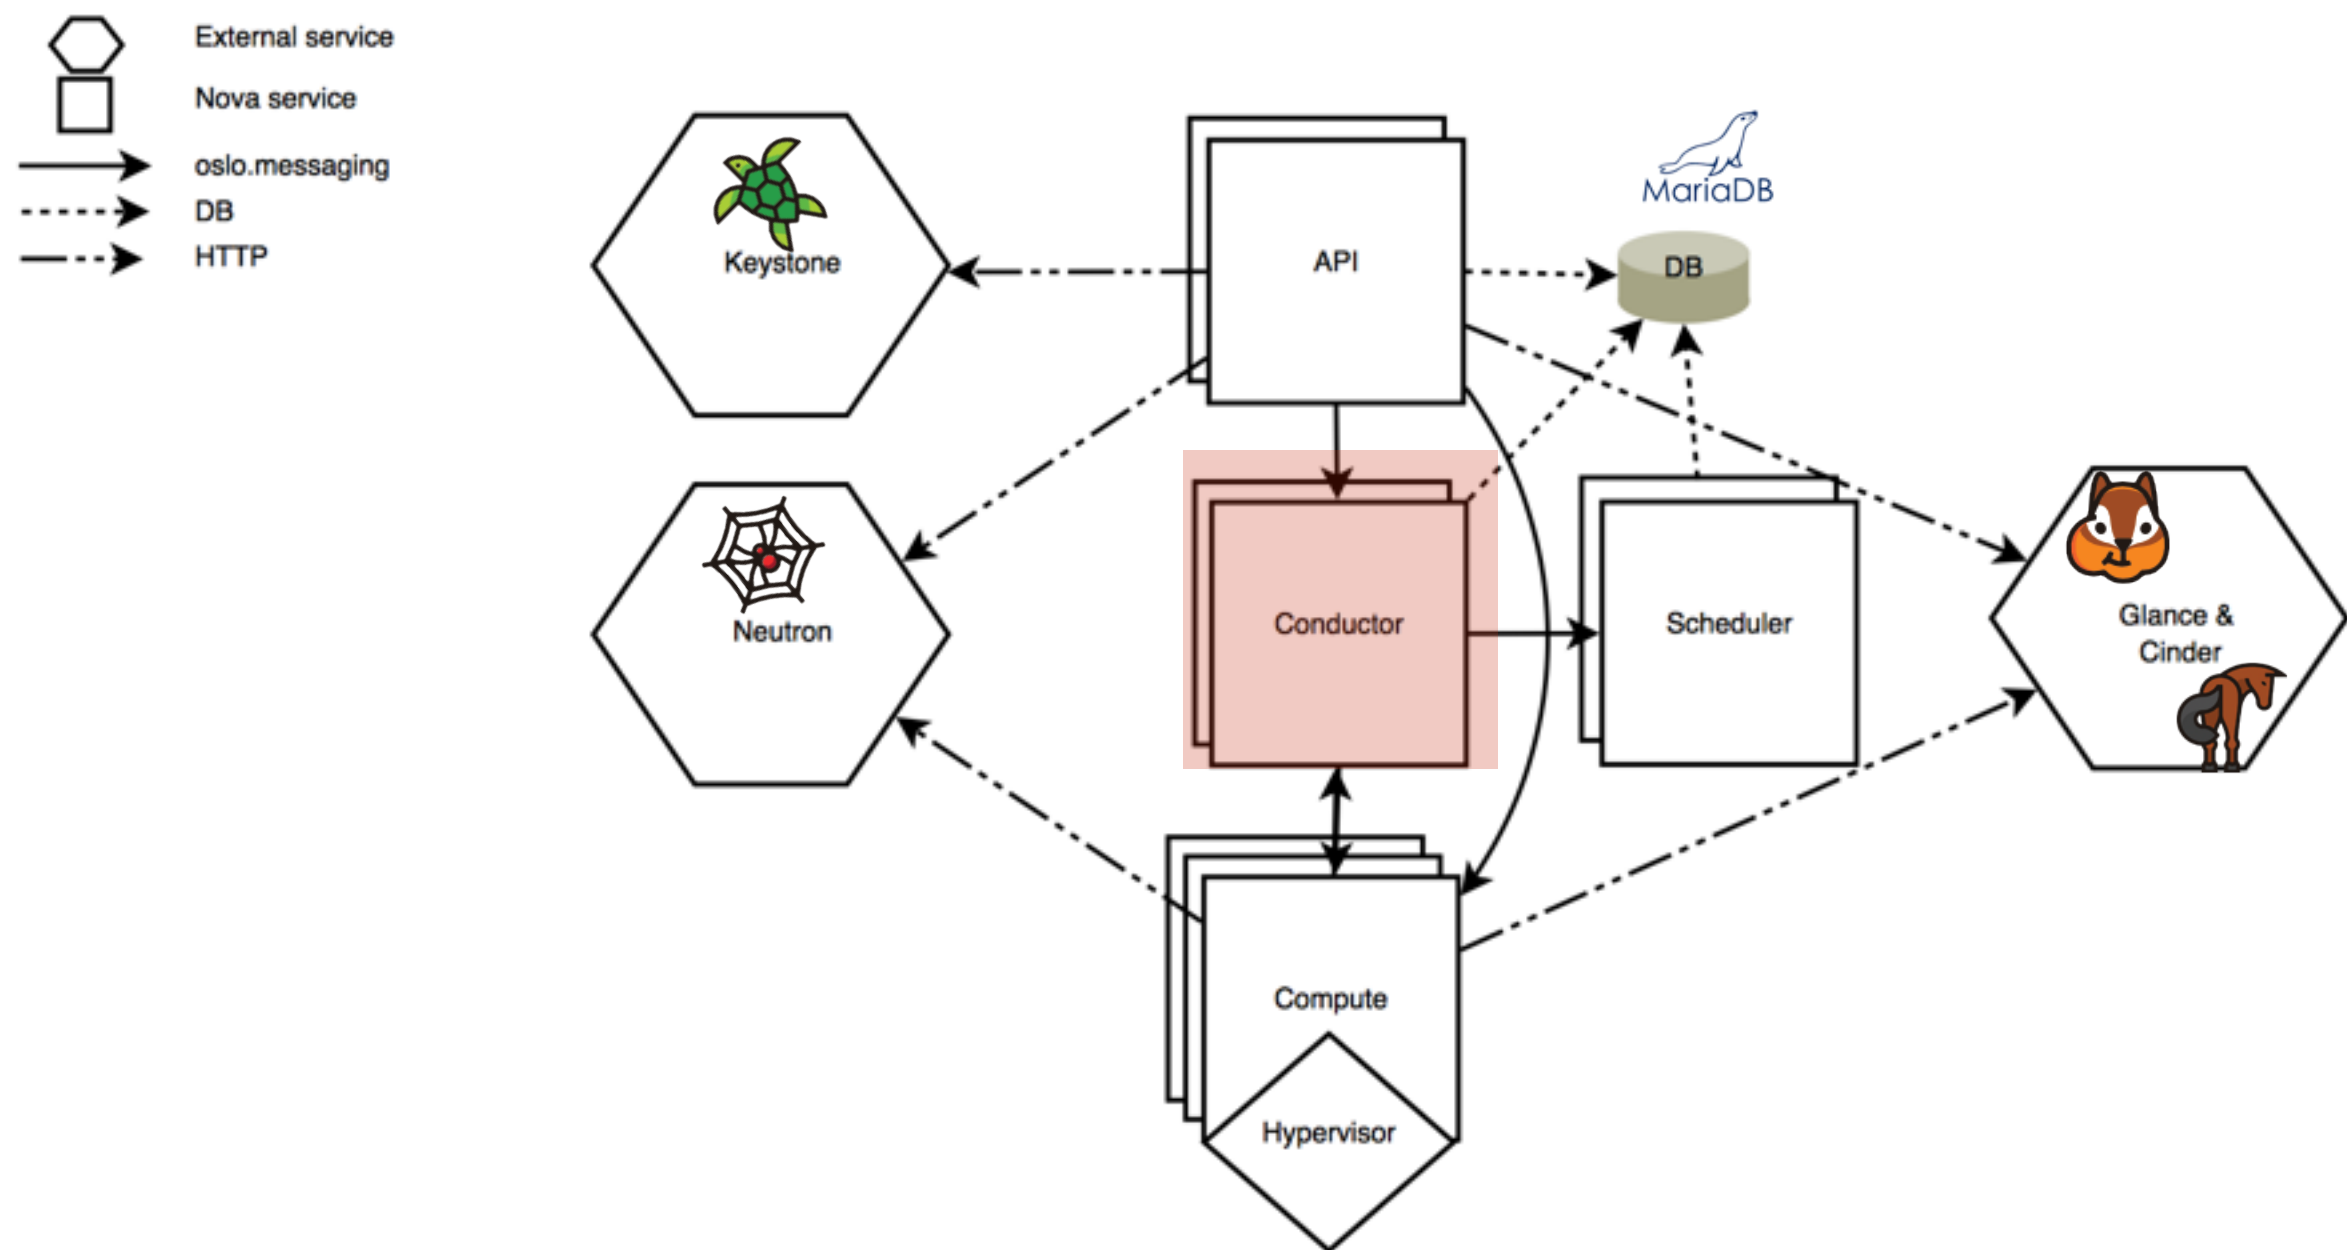 External service
Nova service
oslo.messaging
DB
HTTP
Keystone
API
MariaDB
DB
Neutron
Conductor
Scheduler
Glance &
Cinder
Compute
Hypervisor